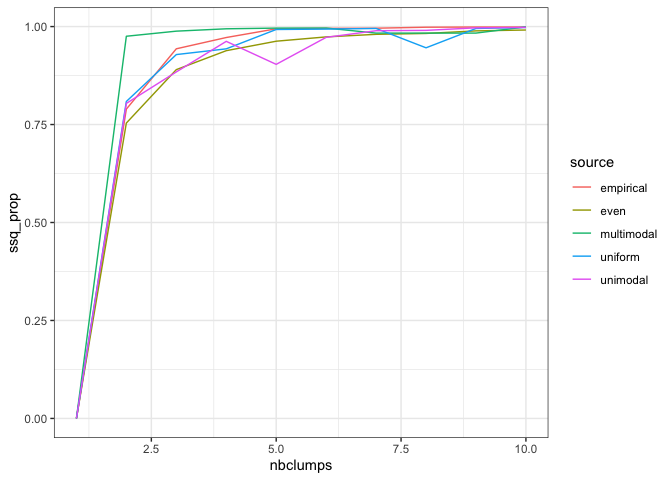 1.00
0.75
0.50
0.25
0.00
ssq_prop
2.5
5.0
7.5
10.0
nbclumps
source
empirical
even
multimodal
uniform
unimodal